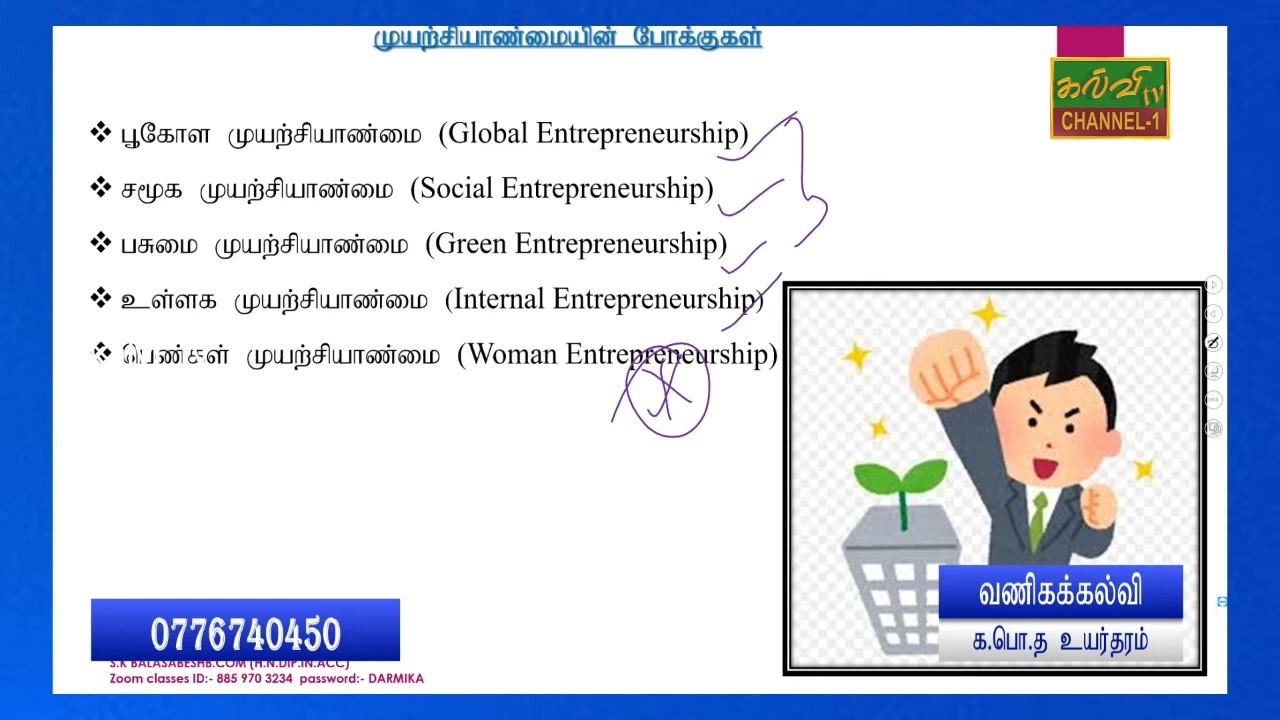 முயற்சியாண்மையின் போக்குகள்
கல்வி tv
CHANNEL-1
❖ பூகோள முயற்சியாண்மை (Global Entrepreneurship)
❖ சமூக முயற்சியாண்மை (Social Entrepreneurship)
❖ பசுமை முயற்சியாண்மை (Green Entrepreneurship)
❖ உள்ளக முயற்சியாண்மை (Internal Entrepreneurship)
❖ பெண்கள் முயற்சியாண்மை (Woman Entrepreneurship)
வணிகக்கல்வி
க.பொ.த உயர்தரம்
0776740450
S.K BALASABESHB.COM (H.N.DIP.IN.ACC)
Zoom classes ID:- 885 970 3234 password:- DARMIKA